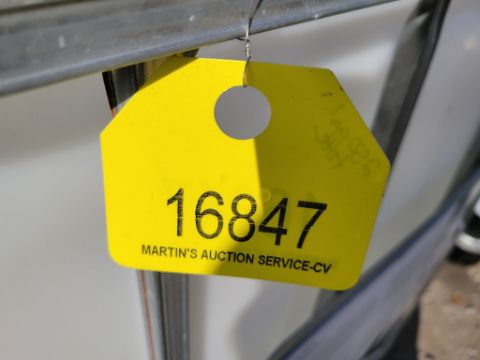 16847
MARTIN'S AUCTION SERVICE-CV